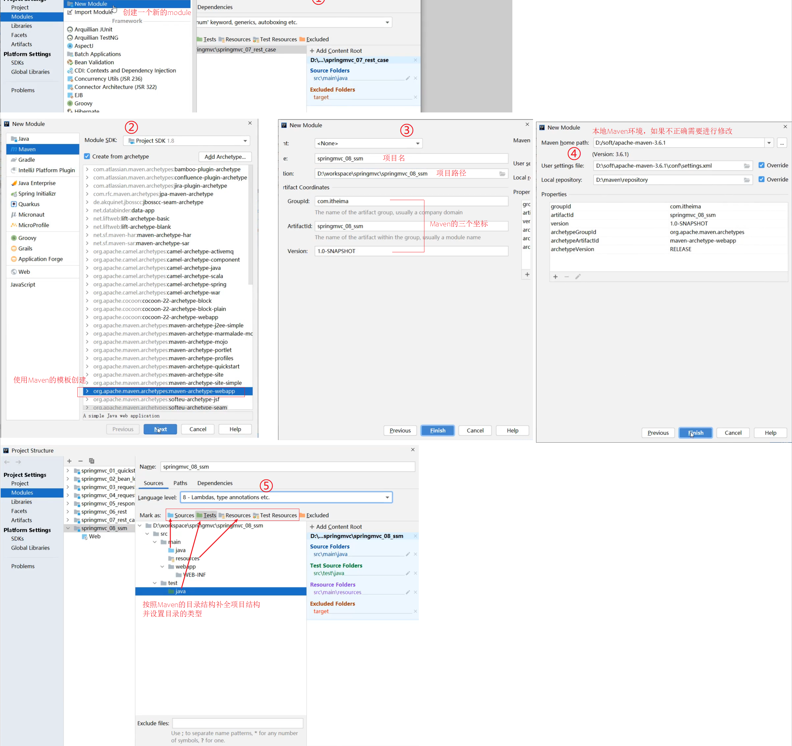 Project
Modules
Libraries
Facets
Artifacts
Platform Settings
SDKs
Global Libraries
Problems
New Module
Import Module
创建一个新的module
Framework
Arquillian JUnit
Arquillian TestNG
AspectJ
Batch Applications
Bean Validation
CDI: Contexts and Dependency Injection
Concurrency Utils (JSR 236)
Connector Architecture (JSR 322)
EJB
Groovy
Hibernate
①
Dependencies
num' keyword, generics, autoboxing etc.
Tests Resources Test Resources Excluded
ingmvc\springmvc_07_rest_case
+ Add Content Root
D:\...\springmvc_07_rest_case
Source Folders
src\main\java
Excluded Folders
target
New Module
②
Java
Maven
Gradle
IntelliJ Platform Plugin
Java Enterprise
Spring Initializr
Quarkus
Micronaut
MicroProfile
Groovy
Grails
Application Forge
Web
JavaScript
使用Maven的模板创建
Module SDK: Project SDK 1.8
Create from archetype
Add Archetype...
com.atlassian.maven.archetypes:bamboo-plugin-archetype
com.atlassian.maven.archetypes:confluence-plugin-archetype
com.atlassian.maven.archetypes:jira-plugin-archetype
com.rfc.maven.archetypes:jpa-maven-archetype
de.akquinet.jbosscc:jbosscc-seam-archetype
net.databinder:data-app
net.liftweb:lift-archetype-basic
net.liftweb:lift-archetype-blank
net.sf.maven-har:maven-archetype-har
net.sf.maven-sar:maven-archetype-sar
org.apache.camel.archetypes:camel-archetype-activemq
org.apache.camel.archetypes:camel-archetype-component
org.apache.camel.archetypes:camel-archetype-java
org.apache.camel.archetypes:camel-archetype-scala
org.apache.camel.archetypes:camel-archetype-spring
org.apache.camel.archetypes:camel-archetype-war
org.apache.cocoon:cocoon-22-archetype-block
org.apache.cocoon:cocoon-22-archetype-block-plain
org.apache.cocoon:cocoon-22-archetype-webapp
org.apache.maven.archetypes:maven-archetype-j2ee-simple
org.apache.maven.archetypes:maven-archetype-marmalade-mo
org.apache.maven.archetypes:maven-archetype-mojo
org.apache.maven.archetypes:maven-archetype-portlet
org.apache.maven.archetypes:maven-archetype-profiles
org.apache.maven.archetypes:maven-archetype-quickstart
org.apache.maven.archetypes:maven-archetype-site
org.apache.maven.archetypes:maven-archetype-site-simple
org.apache.maven.archetypes:maven-archetype-webapp
org.apache.myfaces.buildtools
A simple Java web application
Previous Next Cancel Help
New Module
③
<None>
springmvc_08_ssm 项目名
tion: D:\workspace\springmvc\springmvc_08_ssm 项目路径
rtifact Coordinates
GroupId: com.itheima
The name of the artifact group, usually a company domain
ArtifactId: springmvc_08_ssm
The name of the artifact within the group, usually a module name
Version: 1.0-SNAPSHOT
Maven的三个坐标
Previous Finish Cancel Help
New Module
本地Maven环境，如果不正确需要进行修改
④
Maven home path: D:/soft/apache-maven-3.6.1
(Version: 3.6.1)
User settings file: D:\soft\apache-maven-3.6.1\conf\settings.xml Override
Local repository: D:\maven\repository Override
Properties
groupId com.itheima
artifactId springmvc_08_ssm
version 1.0-SNAPSHOT
archetypeGroupId org.apache.maven.archetypes
archetypeArtifactId maven-archetype-webapp
archetypeVersion RELEASE
Previous Finish Cancel Help
Project Structure
Project Settings
Project
Modules
Libraries
Facets
Artifacts
Platform Settings
SDKs
Global Libraries
Problems
springmvc_01_quickst
springmvc_02_bean_l
springmvc_03_reque
springmvc_04_reque
springmvc_05_respon
springmvc_06_rest
springmvc_07_rest_ca
springmvc_08_ssm
Web
Name: springmvc_08_ssm
Sources Paths Dependencies
⑤
Language level: 8 - Lambdas, type annotations etc.
Mark as: Sources Tests Resources Test Resources Excluded
D:\workspace\springmvc\springmvc_08_ssm
src
main
java
resources
webapp
WEB-INF
test
java
按照Maven的目录结构补全项目结构
并设置目录的类型
+ Add Content Root
D:\...springmvc\springmvc_08_ssm
Source Folders
src\main\java
Test Source Folders
src\test\java
Resource Folders
src\main\resources
Excluded Folders
target
Exclude files:
Use ; to separate name patterns, * for any number
of symbols, ? for one.